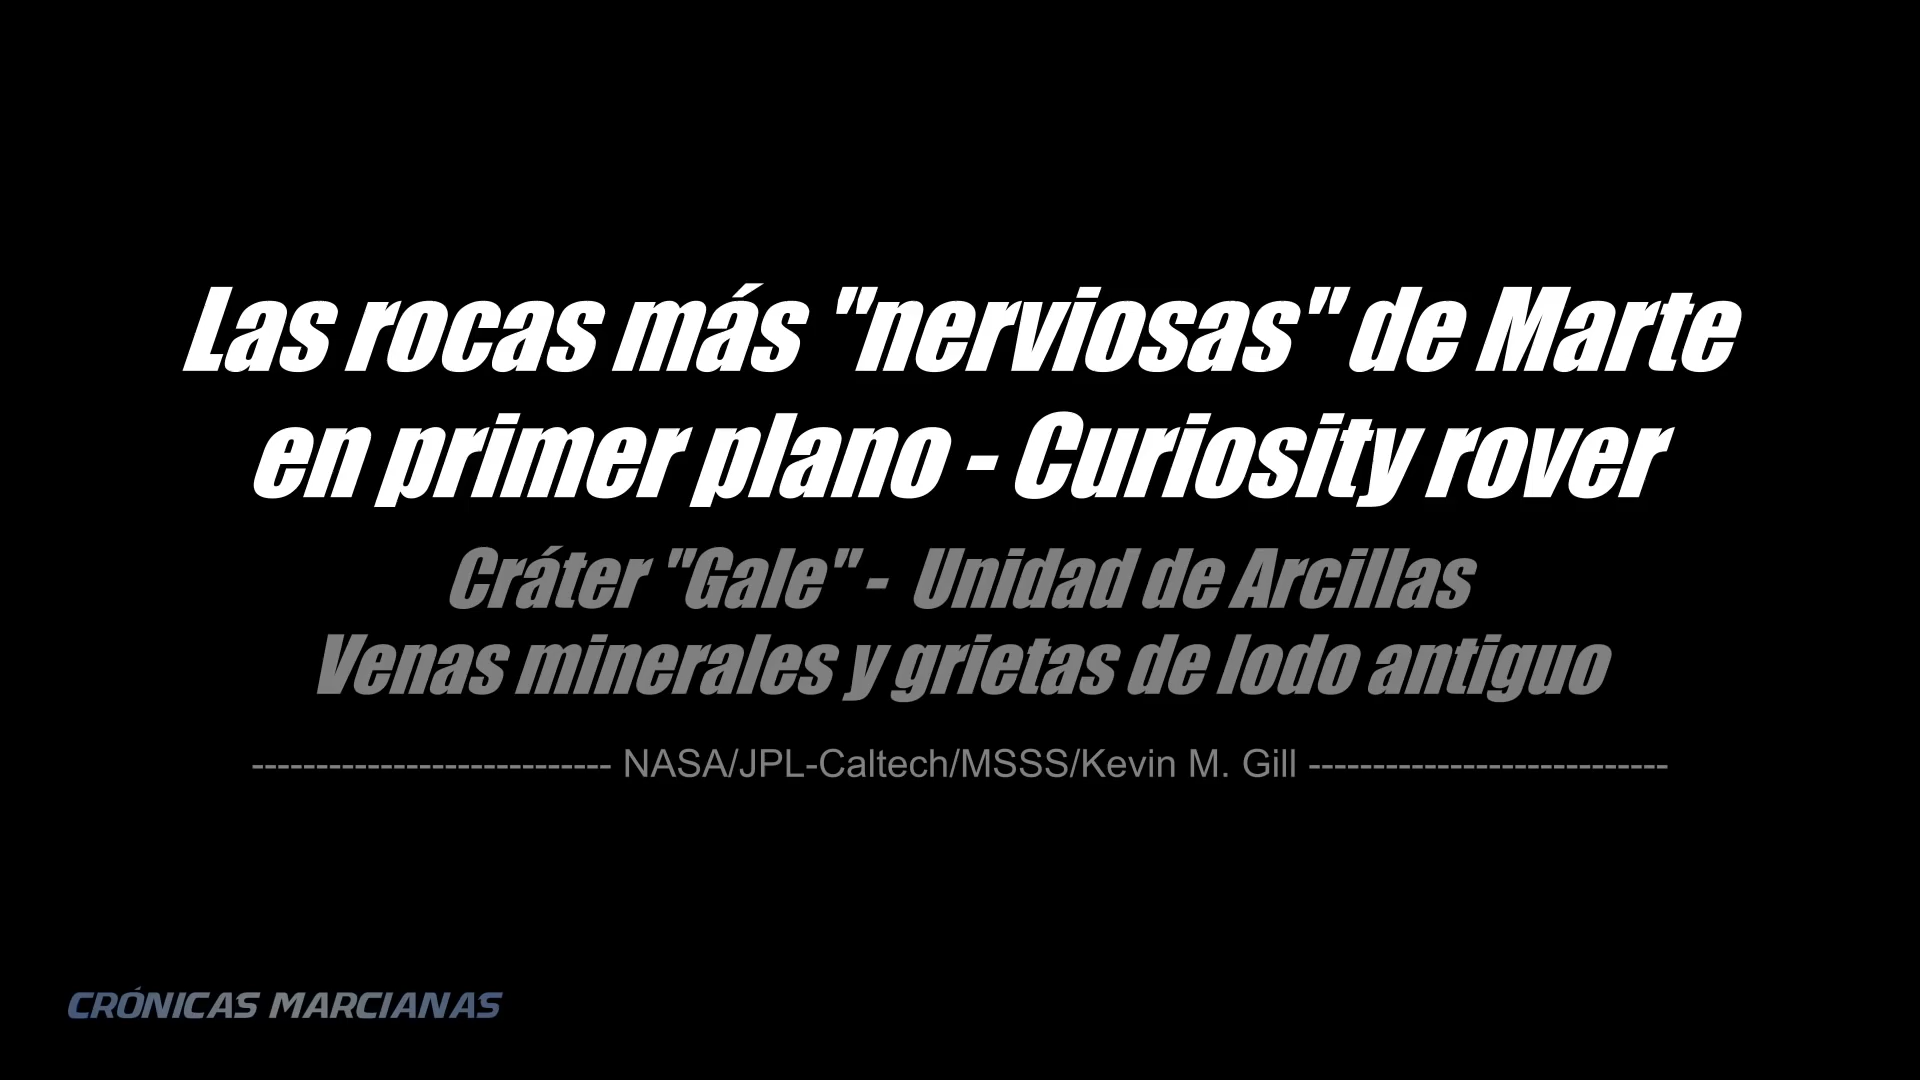 Las rocas más "nerviosas" de Marte
en primer plano - Curiosity rover
Cráter "Gale" -  Unidad de Arcillas
Venas minerales y grietas de lodo antiguo
---------------------------- NASA/JPL-Caltech/MSSS/Kevin M. Gill ----------------------------
CRÓNICAS MARCIANAS